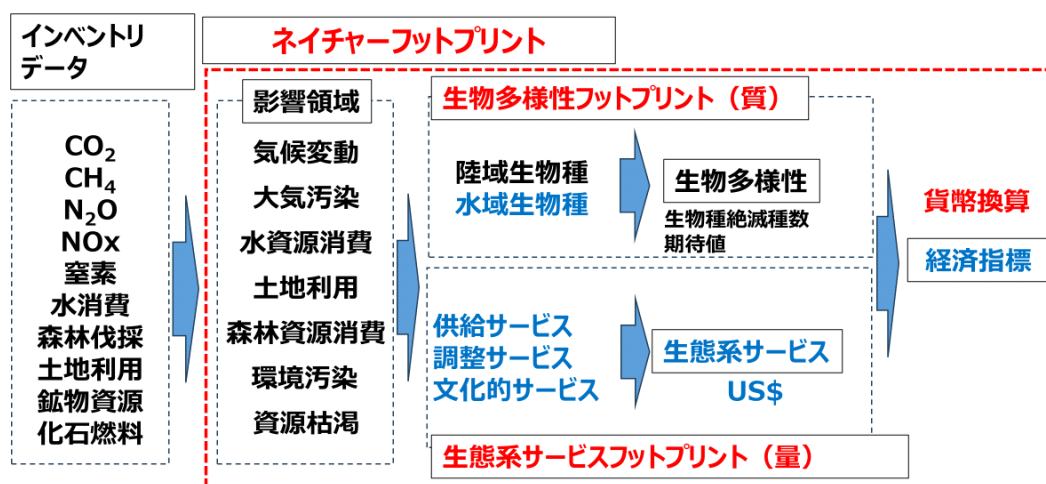 インベントリ
データ
ネイチャーフットプリント
CO₂
CH₄
N₂O
NOx
窒素
水消費
森林伐採
土地利用
鉱物資源
化石燃料
影響領域
気候変動
大気汚染
水資源消費
土地利用
森林資源消費
環境汚染
資源枯渇
生物多様性フットプリント（質）
陸域生物種
水域生物種
生物多様性
生物種絶滅種数
期待値
供給サービス
調整サービス
文化的サービス
生態系サービス
US$
生態系サービスフットプリント（量）
貨幣換算
経済指標